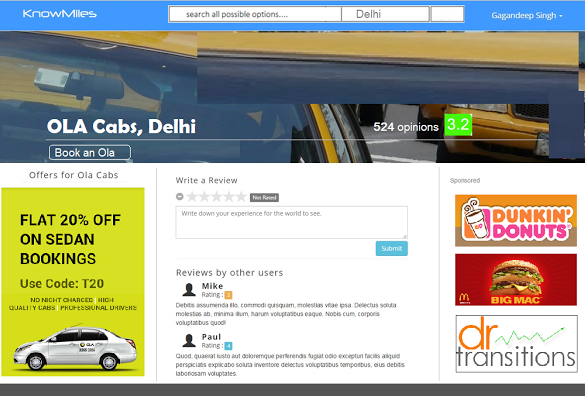 KnowMiles
search all possible options....
Delhi
Gagandeep Singh
OLA Cabs, Delhi
524 opinions
3.2
Book an Ola
Offers for Ola Cabs
FLAT 20% OFF
ON SEDAN
BOOKINGS
Use Code: T20
NO NIGHT CHARGED | HIGH
QUALITY CABS | PROFESSIONAL DRIVERS
OLA
Write a Review
Not Rated
Write down your experience for the world to see.
Submit
Reviews by other users
Mike
Rating :
Debitis assumenda illo, commodi quisquam, molestias vitae ipsa. Delectus soluta
molestias ab, minima illum, harum voluptatibus eaque. Nobis cum, corporis
voluptatibus quod!
Paul
Rating : 4
Quod, quaerat iusto aut doloremque perferendis fugiat odio excepturi facilis aliquid
perspiciatis explicabo soluta inventore delectus voluptatibus temporibus, eius debitis
laboriosam voluptates.
Sponsored
DUNKIN'
DONUTS
BIG MAC
dr
transitions